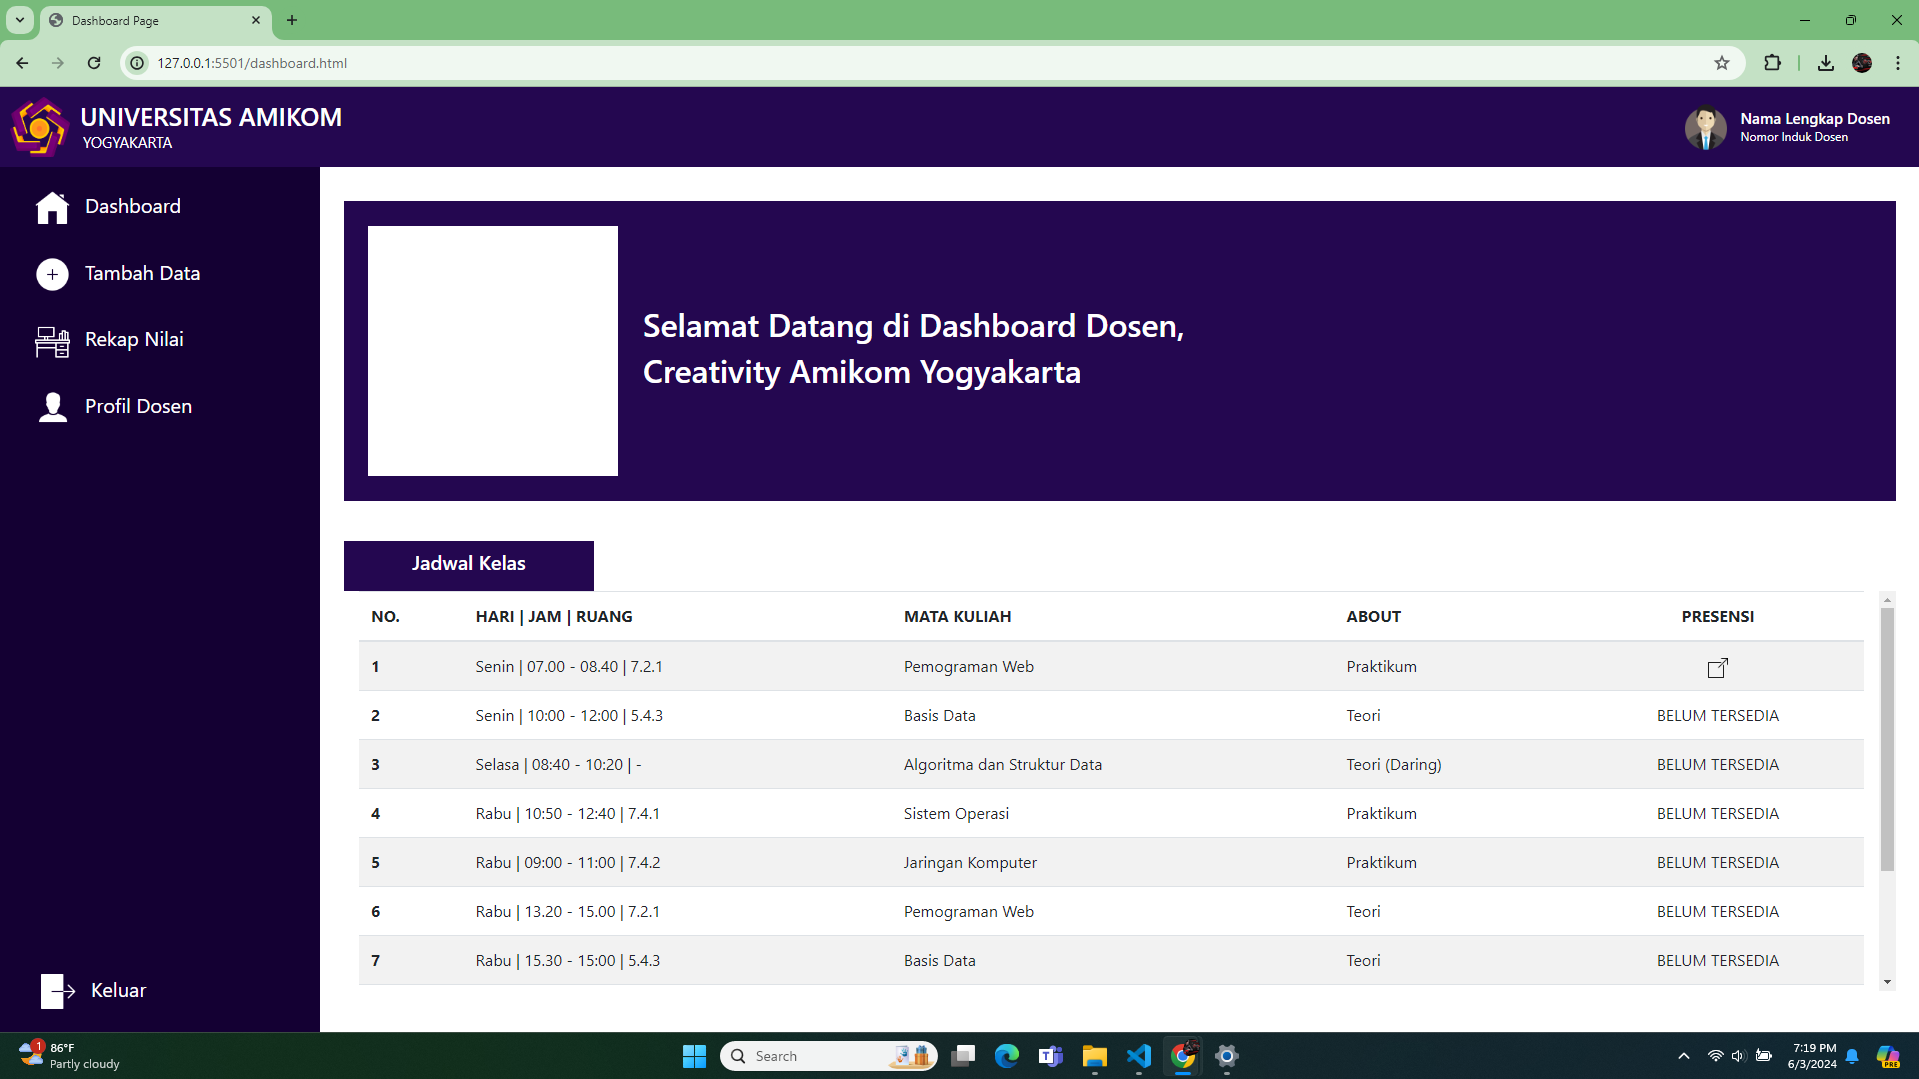 Dashboard Page
127.0.0.1:5501/dashboard.html
UNIVERSITAS AMIKOM
YOGYAKARTA
Nama Lengkap Dosen
Nomor Induk Dosen
Dashboard
Tambah Data
Rekap Nilai
Profil Dosen
Keluar
Selamat Datang di Dashboard Dosen,
Creativity Amikom Yogyakarta
Jadwal Kelas
NO. HARI | JAM | RUANG MATA KULIAH ABOUT PRESENSI
1 Senin | 07.00 - 08.40 | 7.2.1 Pemograman Web Praktikum
2 Senin | 10:00 - 12:00 | 5.4.3 Basis Data Teori BELUM TERSEDIA
3 Selasa | 08:40 - 10:20 | - Algoritma dan Struktur Data Teori (Daring) BELUM TERSEDIA
4 Rabu | 10:50 - 12:40 | 7.4.1 Sistem Operasi Praktikum BELUM TERSEDIA
5 Rabu | 09:00 - 11:00 | 7.4.2 Jaringan Komputer Praktikum BELUM TERSEDIA
6 Rabu | 13.20 - 15.00 | 7.2.1 Pemograman Web Teori BELUM TERSEDIA
7 Rabu | 15.30 - 15:00 | 5.4.3 Basis Data Teori BELUM TERSEDIA
1
86°F
Partly cloudy
Search
7:19 PM
6/3/2024
PRE